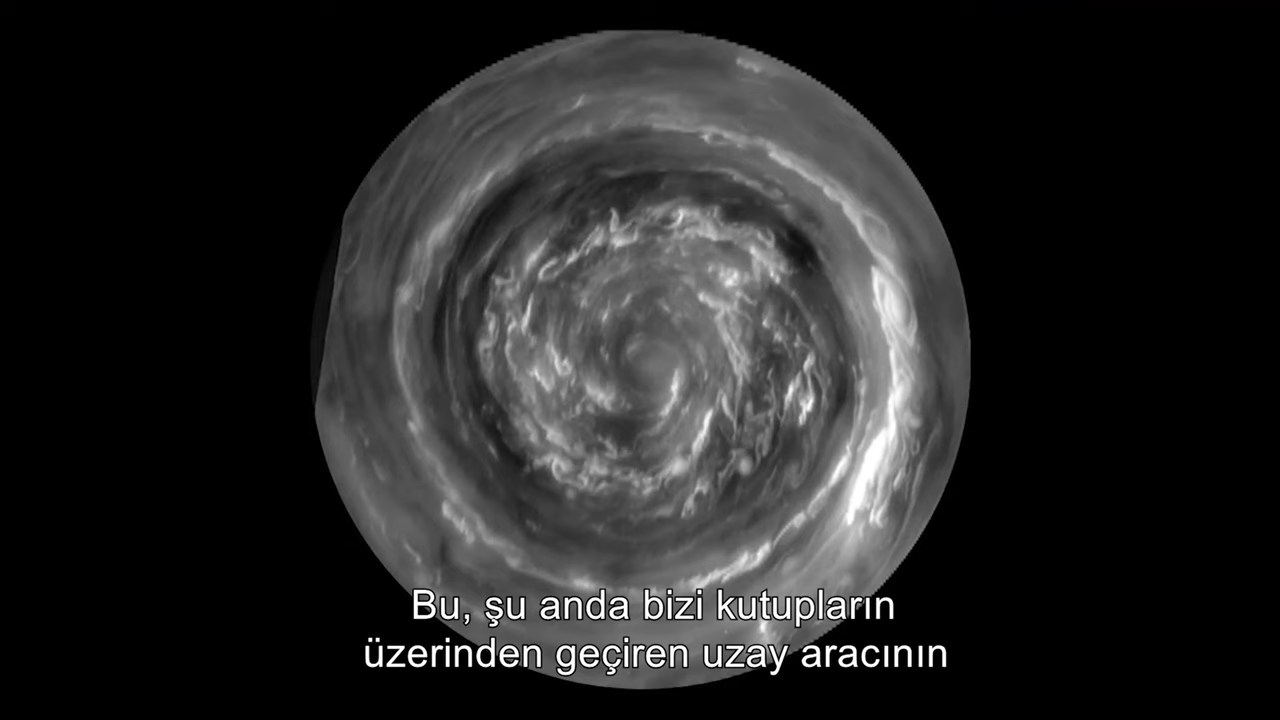 Bu, şu anda bizi kutupların
üzerinden geçiren uzay aracının